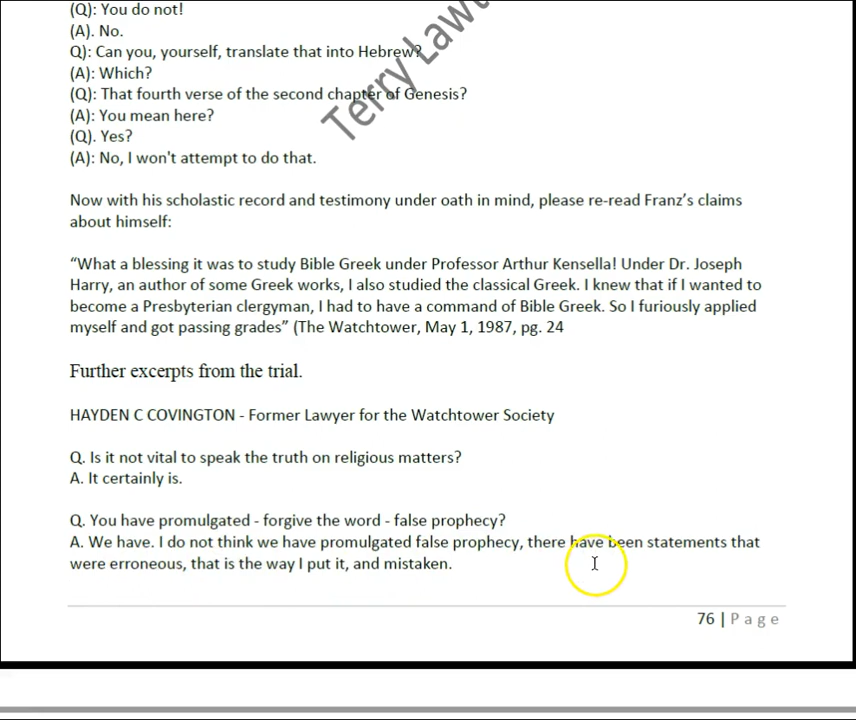 (Q): You do not!
(A). No.
Q): Can you, yourself, translate that into Hebrew?
(A): Which?
(Q): That fourth verse of the second chapter of Genesis?
(A): You mean here?
(Q). Yes?
(A): No, I won't attempt to do that.
Terry Law
Now with his scholastic record and testimony under oath in mind, please re-read Franz’s claims
about himself:
“What a blessing it was to study Bible Greek under Professor Arthur Kensella! Under Dr. Joseph
Harry, an author of some Greek works, I also studied the classical Greek. I knew that if I wanted to
become a Presbyterian clergyman, I had to have a command of Bible Greek. So I furiously applied
myself and got passing grades” (The Watchtower, May 1, 1987, pg. 24
Further excerpts from the trial.
HAYDEN C COVINGTON - Former Lawyer for the Watchtower Society
Q. Is it not vital to speak the truth on religious matters?
A. It certainly is.
Q. You have promulgated - forgive the word - false prophecy?
A. We have. I do not think we have promulgated false prophecy, there have been statements that
were erroneous, that is the way I put it, and mistaken.
76 | P a g e